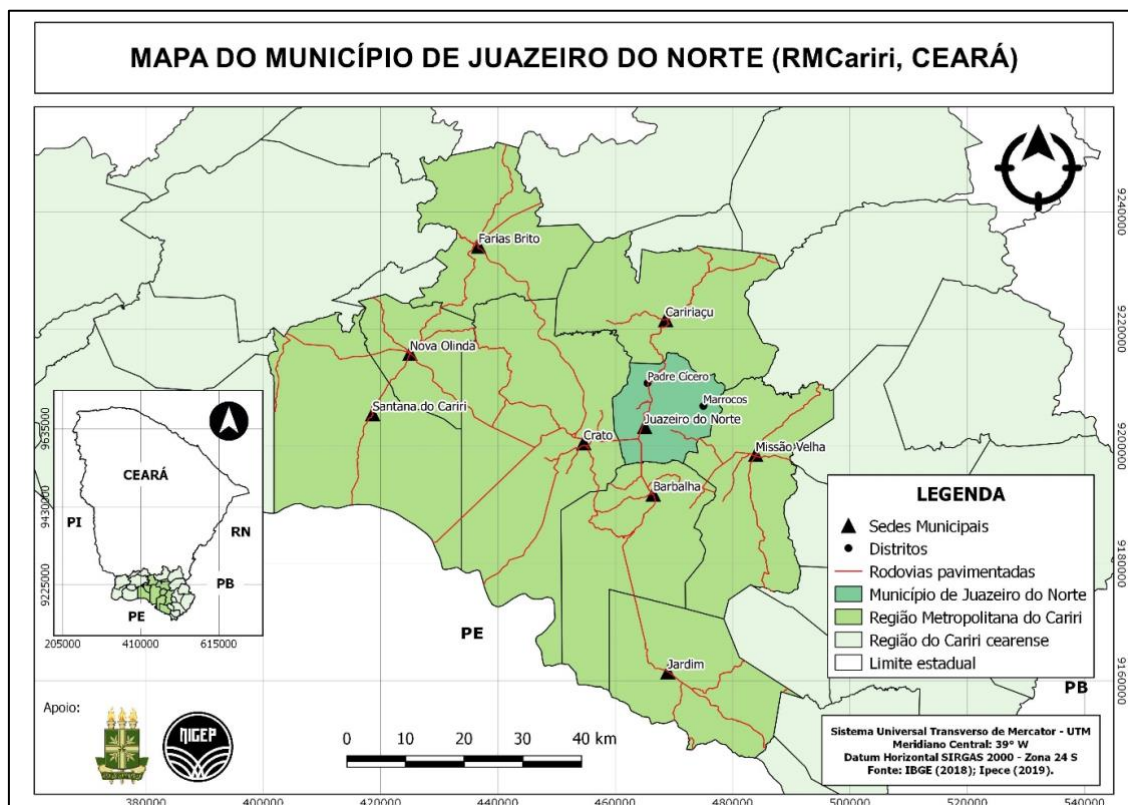 MAPA DO MUNICÍPIO DE JUAZEIRO DO NORTE (RMCariri, CEARÁ)
Farias Brito
Caririaçu
Nova Olinda
Padre Cícero
Marrocos
Santana do Cariri
Juazeiro do Norte
Crato
Missão Velha
Barbalha
Jardim
PE
PB
9240000
9220000
9200000
9180000
9160000
CEARÁ
PI
RN
PB
PE
9635000
9430000
9225000
205000 410000 615000
LEGENDA
Sedes Municipais
Distritos
Rodovias pavimentadas
Município de Juazeiro do Norte
Região Metropolitana do Cariri
Região do Cariri cearense
Limite estadual
Apoio:
NIGEP
0 10 20 30 40 km
Sistema Universal Transverso de Mercator - UTM
Meridiano Central: 39° W
Datum Horizontal SIRGAS 2000 - Zona 24 S
Fonte: IBGE (2018); Ipece (2019).
380000 400000 420000 440000 460000 480000 500000 520000 540000